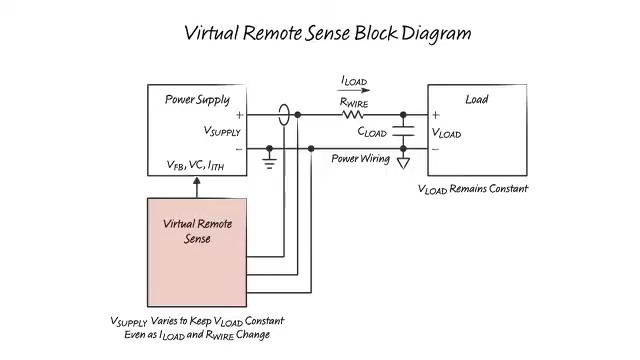 Virtual Remote Sense Block Diagram
Power Supply
+
VSUPPLY
−
VFB, VC, ITH
ILOAD
RWIRE
CLOAD
Power Wiring
Load
+
VLOAD
−
VLOAD Remains Constant
Virtual Remote
Sense
VSUPPLY Varies to Keep VLOAD Constant
Even as ILOAD and RWIRE Change